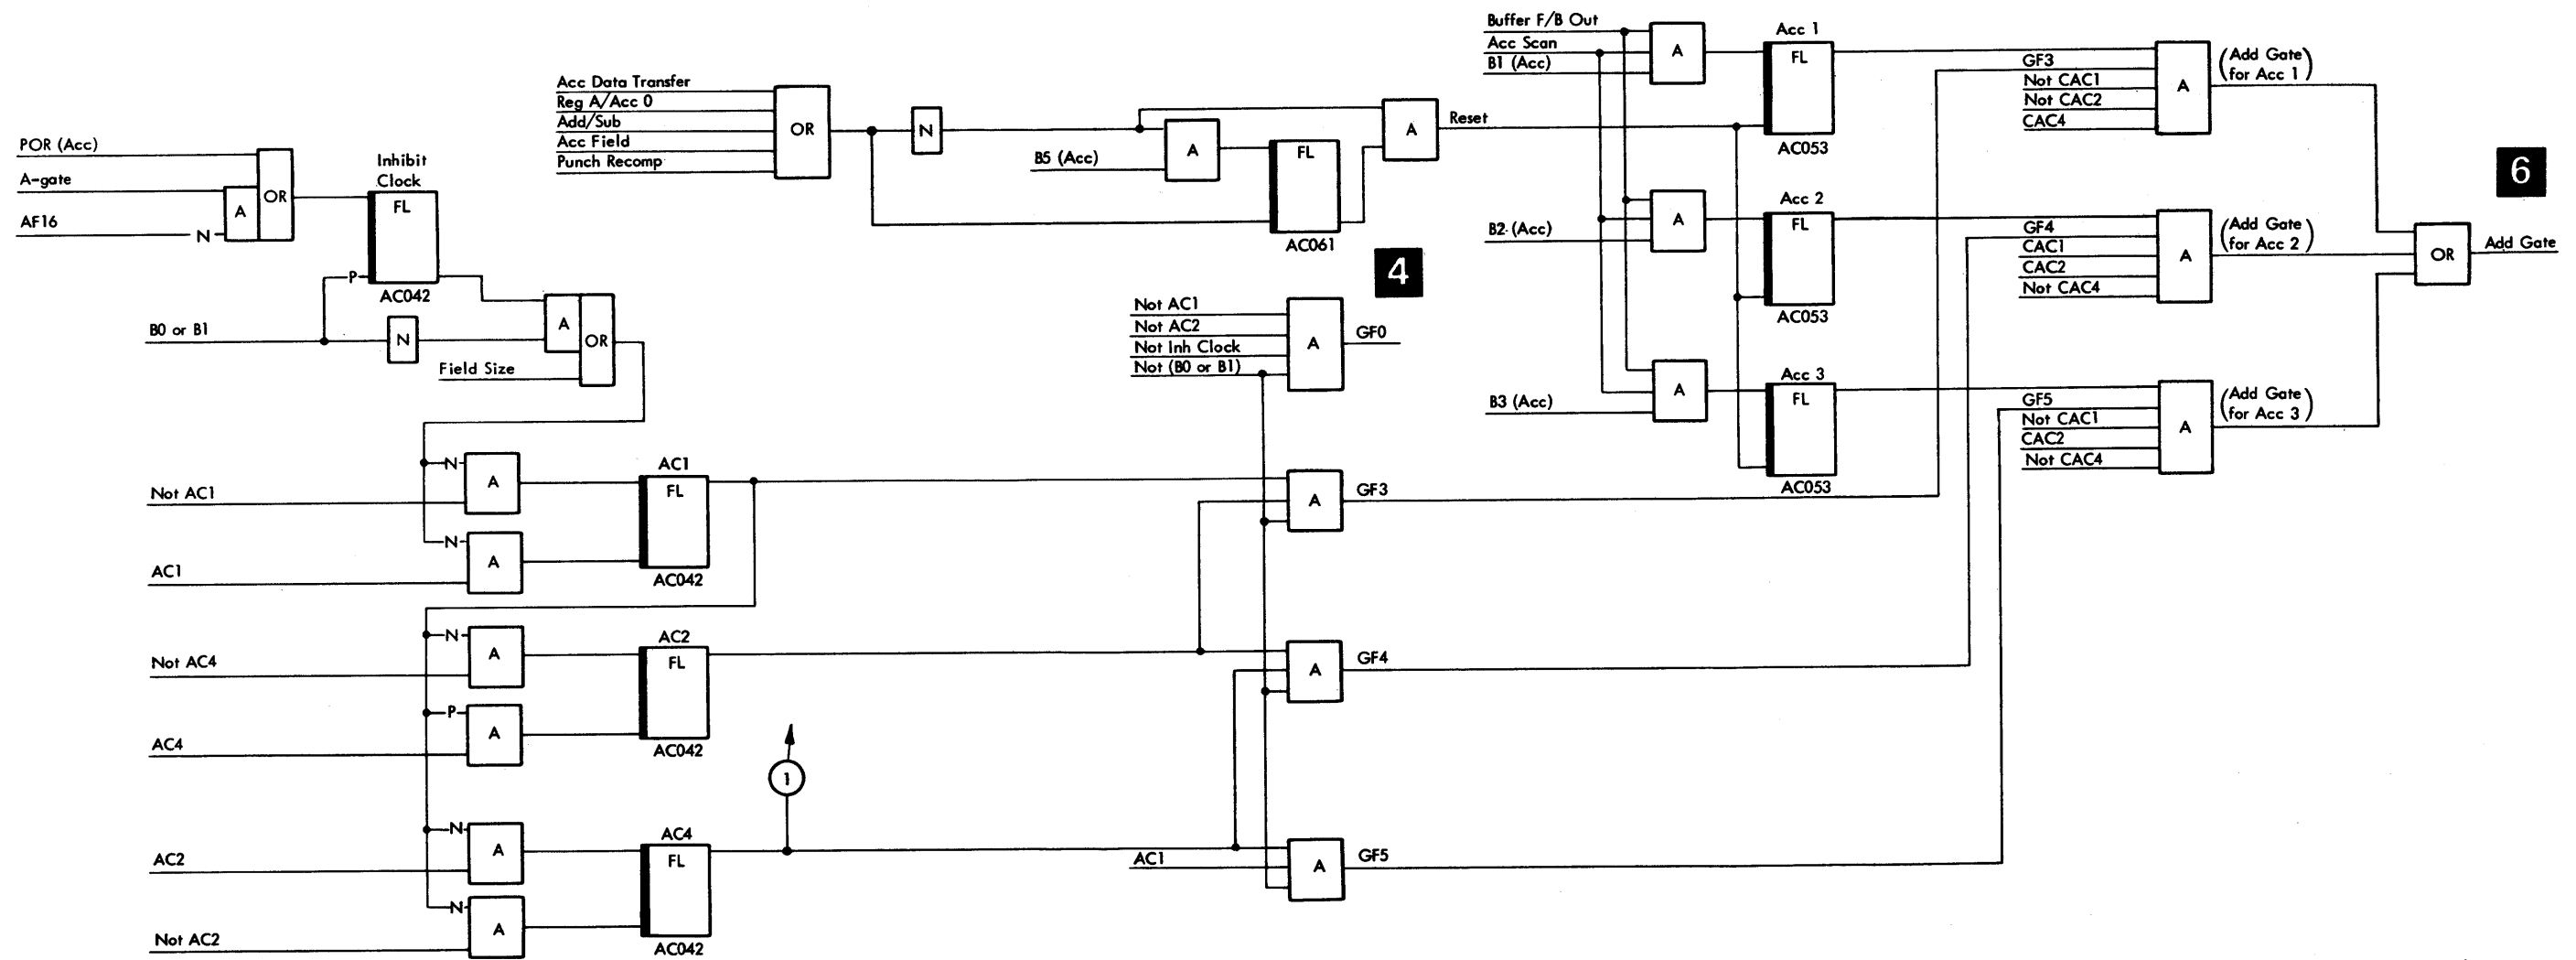 POR (Acc)
A-gate
AF16
N
A
OR
Inhibit
Clock
FL
P
AC042
B0 or B1
N
A
OR
Field Size
Acc Data Transfer
Reg A/Acc 0
Add/Sub
Acc Field
Punch Recomp
OR
N
B5 (Acc)
A
FL
AC061
A
Reset
4
Not AC1
Not AC2
Not Inh Clock
Not (B0 or B1)
A
GF0
N
Not AC1
A
N
AC1
A
AC1
FL
AC042
A
GF3
N
Not AC4
A
P
AC4
A
AC2
FL
AC042
A
GF4
1
N
AC2
A
N
Not AC2
A
AC4
FL
AC042
AC1
A
GF5
Buffer F/B Out
Acc Scan
B1 (Acc)
A
Acc 1
FL
AC053
GF3
Not CAC1
Not CAC2
CAC4
A
(Add Gate
for Acc 1)
B2 (Acc)
A
Acc 2
FL
AC053
GF4
CAC1
CAC2
Not CAC4
A
(Add Gate
for Acc 2)
B3 (Acc)
A
Acc 3
FL
AC053
GF5
Not CAC1
CAC2
Not CAC4
A
(Add Gate
for Acc 3)
6
OR
Add Gate